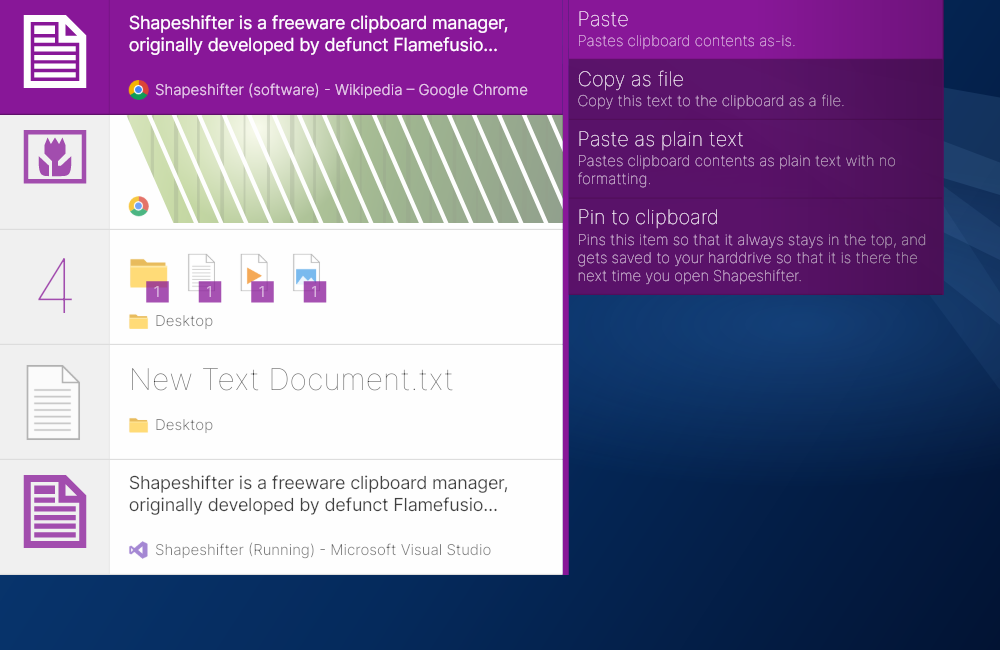 Shapeshifter is a freeware clipboard manager,
originally developed by defunct Flamefusio...
Shapeshifter (software) - Wikipedia – Google Chrome
4
1 1 1 1
Desktop
New Text Document.txt
Desktop
Shapeshifter is a freeware clipboard manager,
originally developed by defunct Flamefusio...
Shapeshifter (Running) - Microsoft Visual Studio
Paste
Pastes clipboard contents as-is.
Copy as file
Copy this text to the clipboard as a file.
Paste as plain text
Pastes clipboard contents as plain text with no
formatting.
Pin to clipboard
Pins this item so that it always stays in the top, and
gets saved to your harddrive so that it is there the
next time you open Shapeshifter.